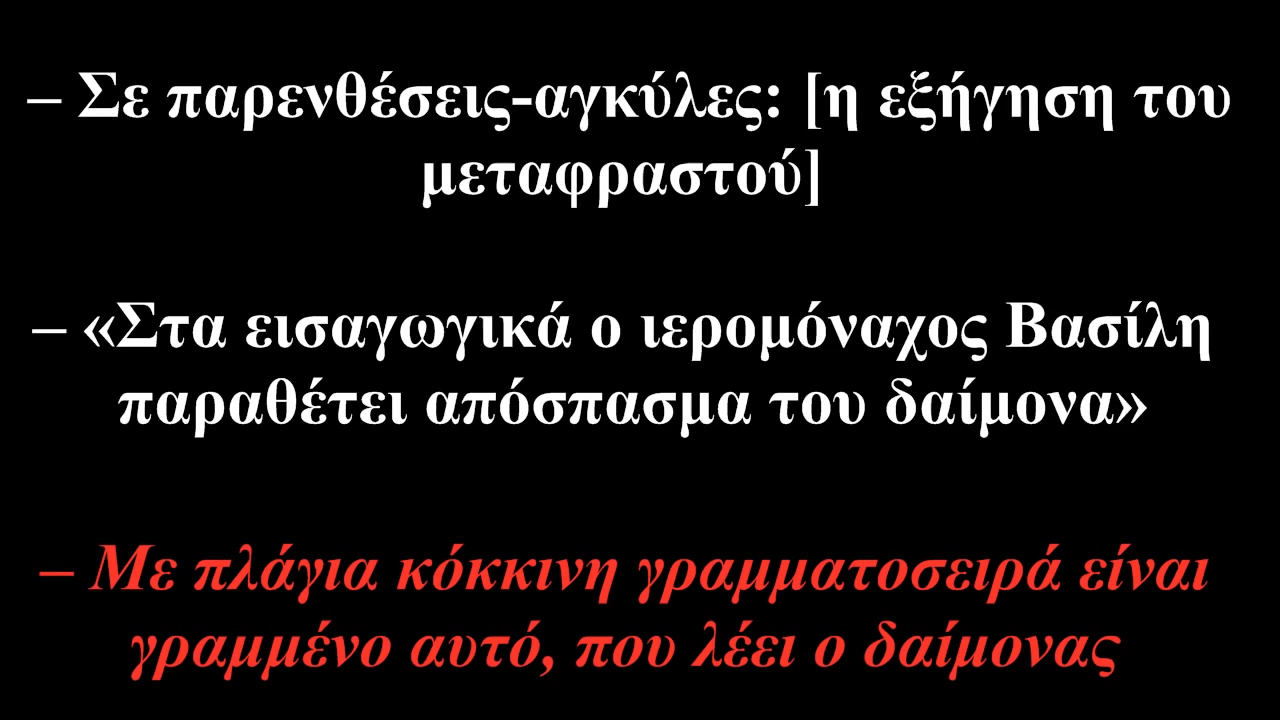 – Σε παρενθέσεις-αγκύλες: [η εξήγηση του
μεταφραστού]
– «Στα εισαγωγικά ο ιερομόναχος Βασίλη
παραθέτει απόσπασμα του δαίμονα»
– Με πλάγια κόκκινη γραμματοσειρά είναι
γραμμένο αυτό, που λέει ο δαίμονας